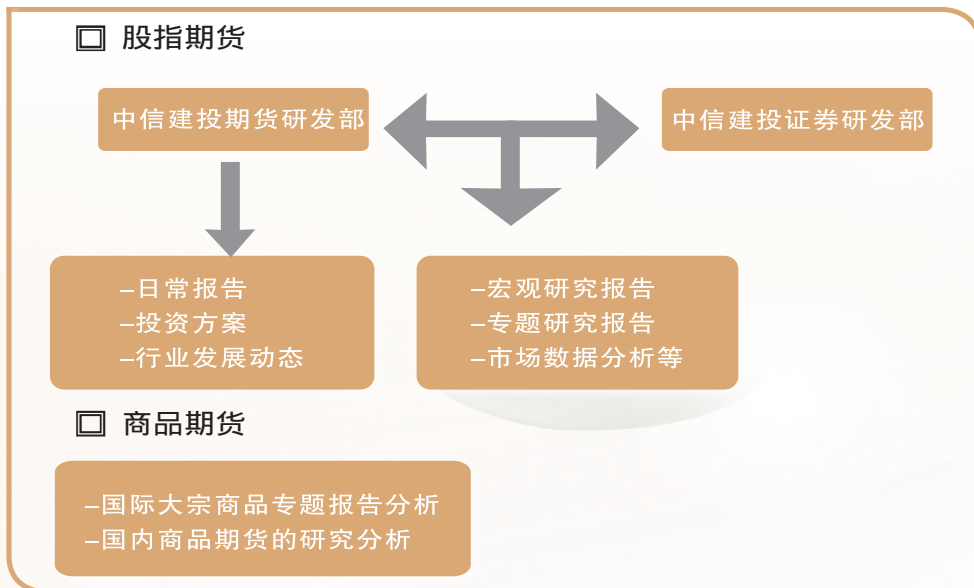 股指期货
中信建投期货研发部
中信建投证券研发部
–日常报告
–投资方案
–行业发展动态
–宏观研究报告
–专题研究报告
–市场数据分析等
商品期货
–国际大宗商品专题报告分析
–国内商品期货的研究分析